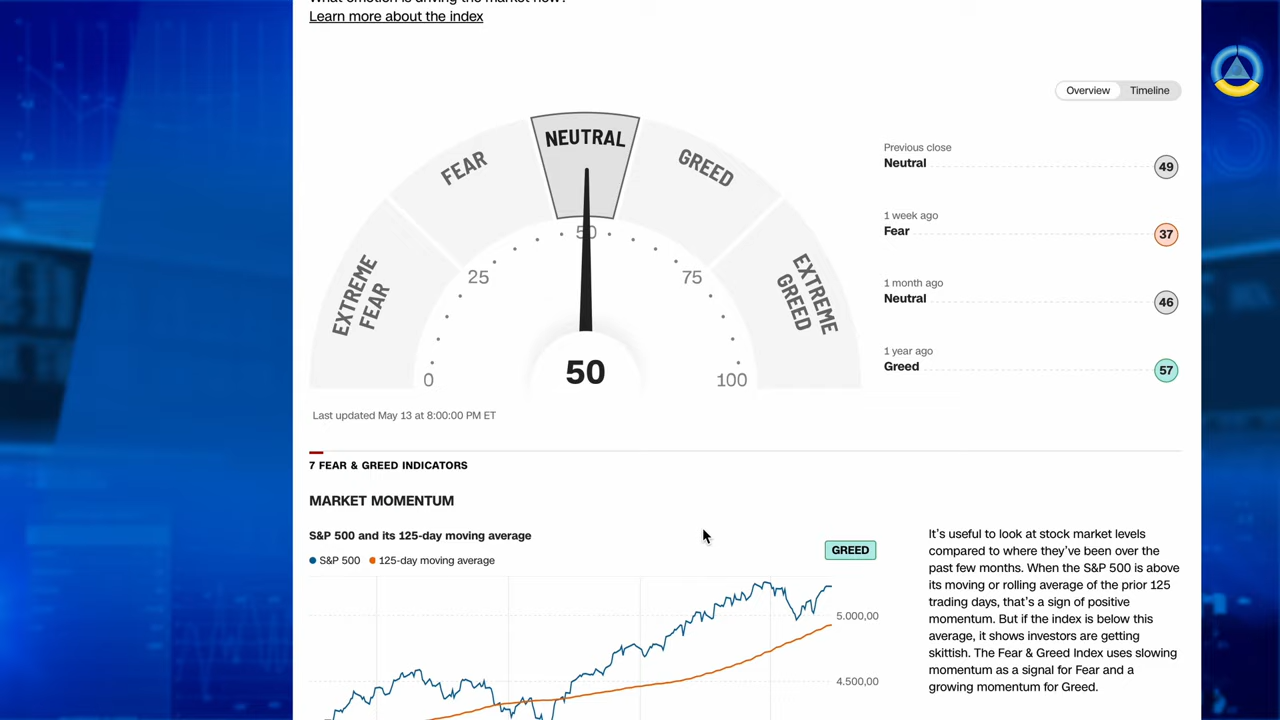 What emotion is driving the market now?
Learn more about the index
Overview Timeline
EXTREME FEAR
FEAR
NEUTRAL
GREED
EXTREME GREED
0
25
50
75
100
50
Previous close
Neutral 49
1 week ago
Fear 37
1 month ago
Neutral 46
1 year ago
Greed 57
Last updated May 13 at 8:00:00 PM ET
7 FEAR & GREED INDICATORS
MARKET MOMENTUM
S&P 500 and its 125-day moving average
S&P 500 125-day moving average
GREED
5.000,00
4.500,00
It's useful to look at stock market levels
compared to where they've been over the
past few months. When the S&P 500 is above
its moving or rolling average of the prior 125
trading days, that's a sign of positive
momentum. But if the index is below this
average, it shows investors are getting
skittish. The Fear & Greed Index uses slowing
momentum as a signal for Fear and a
growing momentum for Greed.